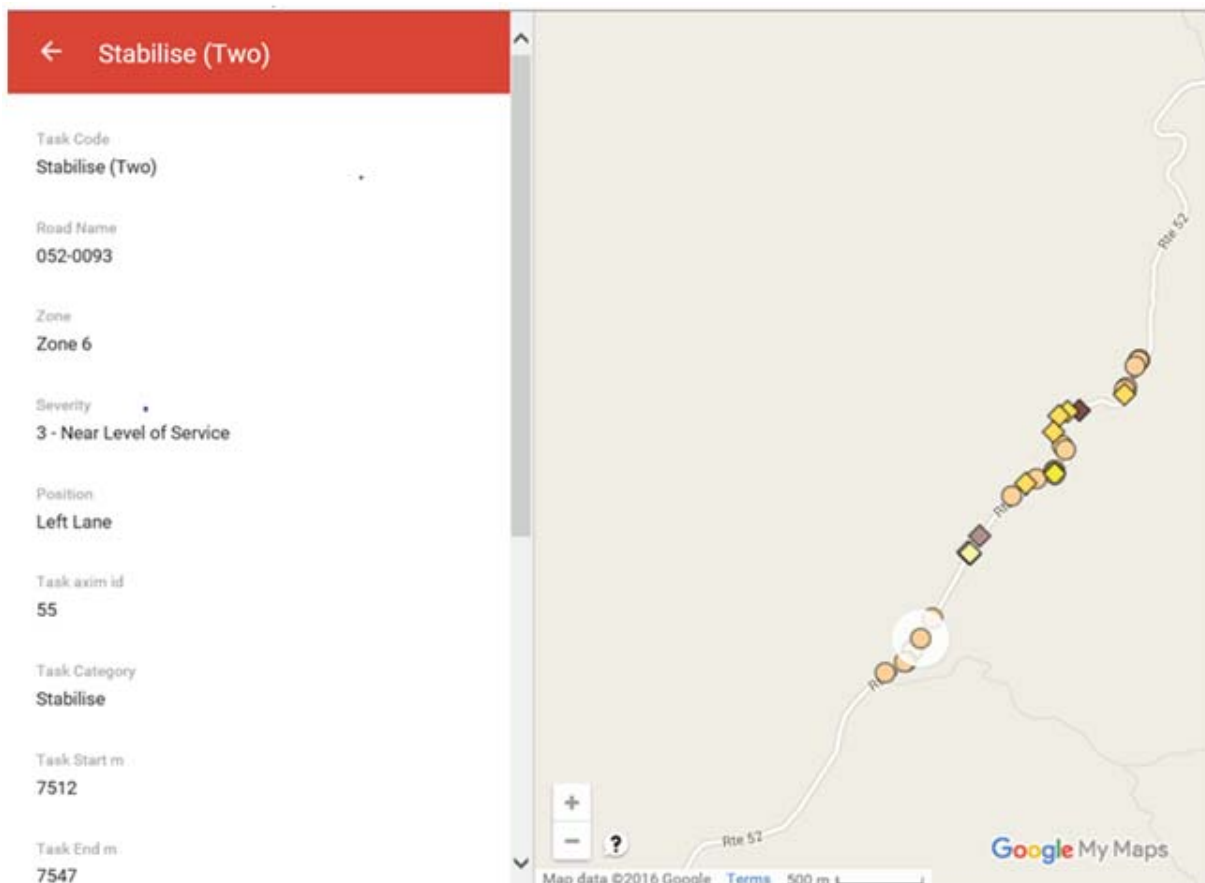 Stabilise (Two)
Task Code
Stabilise (Two)
Road Name
052-0093
Zone
Zone 6
Severity
3 - Near Level of Service
Position
Left Lane
Task axim id
55
Task Category
Stabilise
Task Start m
7512
Task End m
7547
Rte 52
Rte 52
+
−
?
Google My Maps
Map data ©2016 Google Terms 500 m